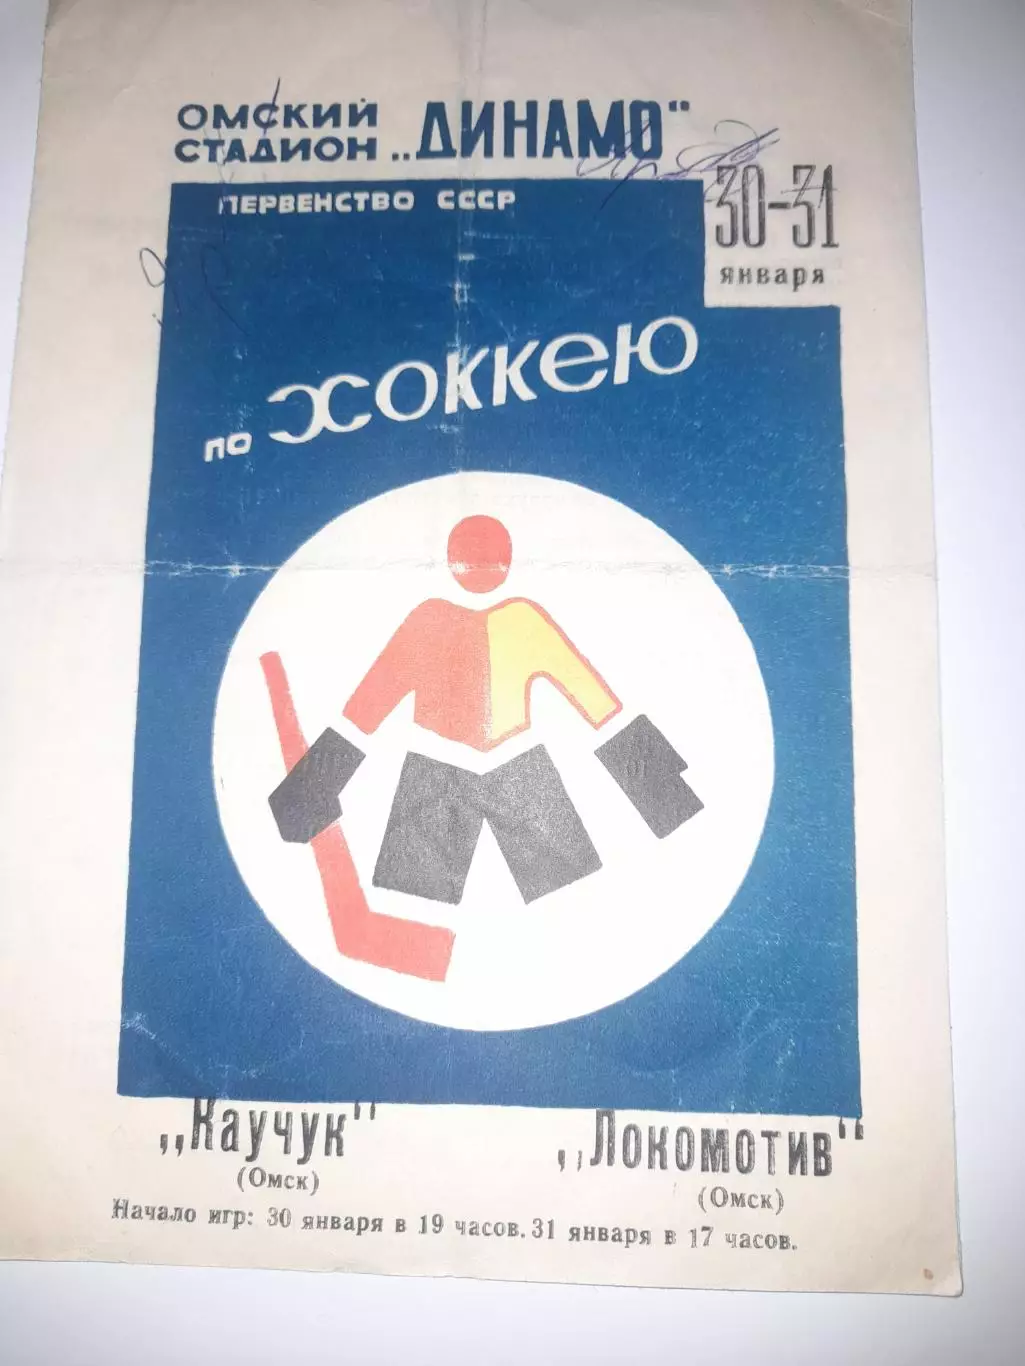 ОМСКИЙ
СТАДИОН „ДИНАМО"
ПЕРВЕНСТВО СССР
30-31
января
по ХОККЕЮ
„Каучук"
(Омск)
„Локомотив"
(Омск)
Начало игр: 30 января в 19 часов. 31 января в 17 часов.